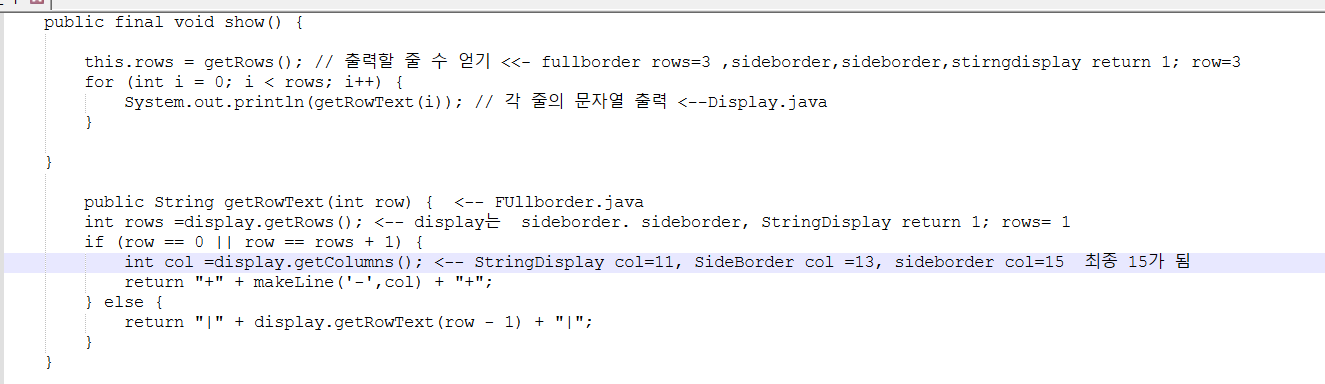 public final void show() {
this.rows = getRows(); // 출력할 줄 수 얻기 <<- fullborder rows=3 ,sideborder,sideborder,stirngdisplay return 1; row=3
for (int i = 0; i < rows; i++) {
System.out.println(getRowText(i)); // 각 줄의 문자열 출력 <--Display.java
}
}
public String getRowText(int row) { <-- FUllborder.java
int rows =display.getRows(); <-- display는 sideborder. sideborder, StringDisplay return 1; rows= 1
if (row == 0 || row == rows + 1) {
int col =display.getColumns(); <-- StringDisplay col=11, SideBorder col =13, sideborder col=15 최종 15가 됨
return "+" + makeLine('-',col) + "+";
} else {
return "|" + display.getRowText(row - 1) + "|";
}
}